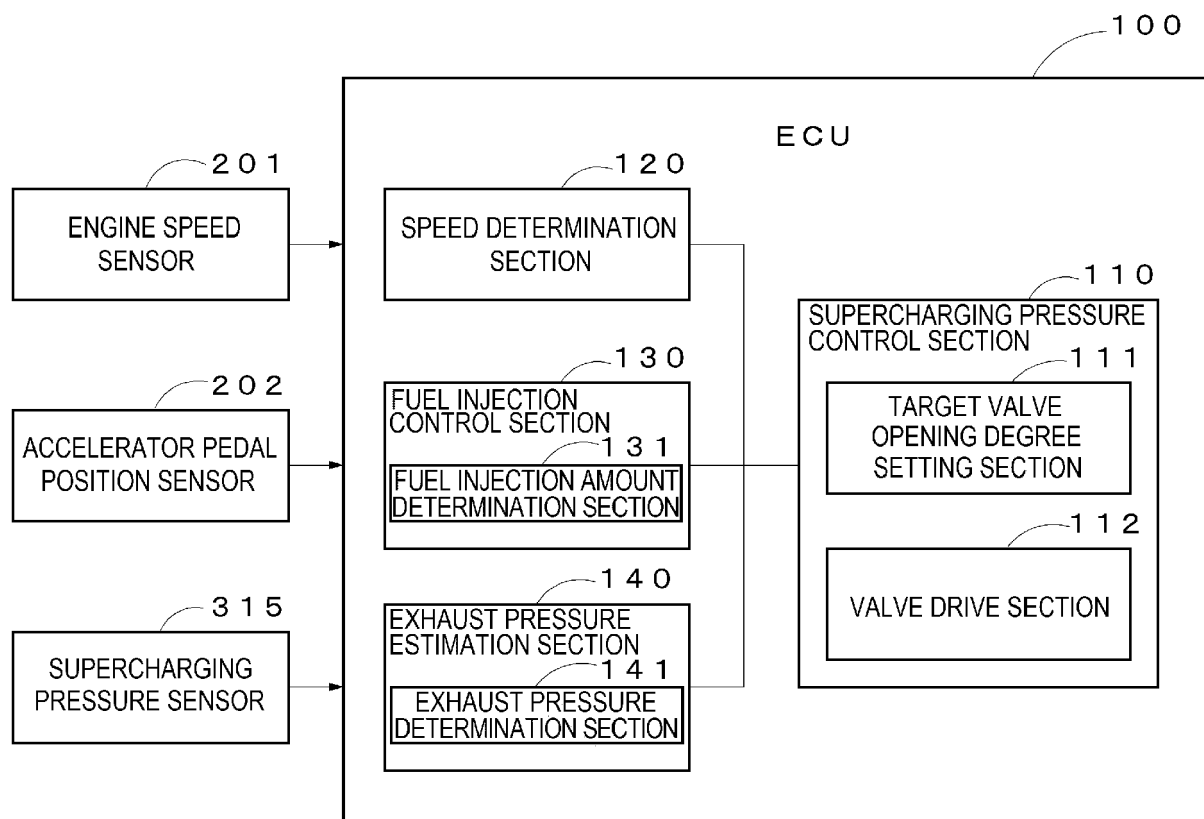 100
ECU
201
ENGINE SPEED
SENSOR
120
SPEED DETERMINATION
SECTION
110
SUPERCHARGING PRESSURE
CONTROL SECTION
111
TARGET VALVE
OPENING DEGREE
SETTING SECTION
112
VALVE DRIVE SECTION
202
ACCELERATOR PEDAL
POSITION SENSOR
130
FUEL INJECTION
CONTROL SECTION
131
FUEL INJECTION AMOUNT
DETERMINATION SECTION
315
SUPERCHARGING
PRESSURE SENSOR
140
EXHAUST PRESSURE
ESTIMATION SECTION
141
EXHAUST PRESSURE
DETERMINATION SECTION